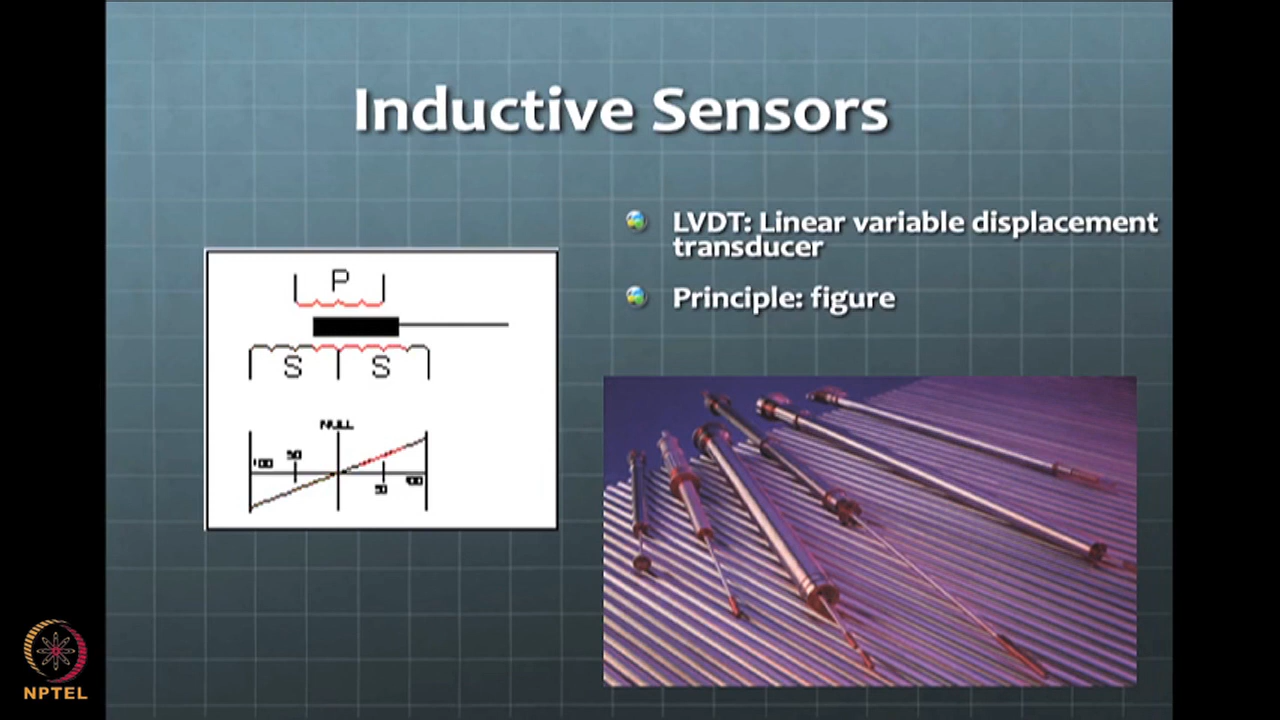 Inductive Sensors
LVDT: Linear variable displacement
transducer
Principle: figure
P
S S
NULL
100 50
50 100
NPTEL